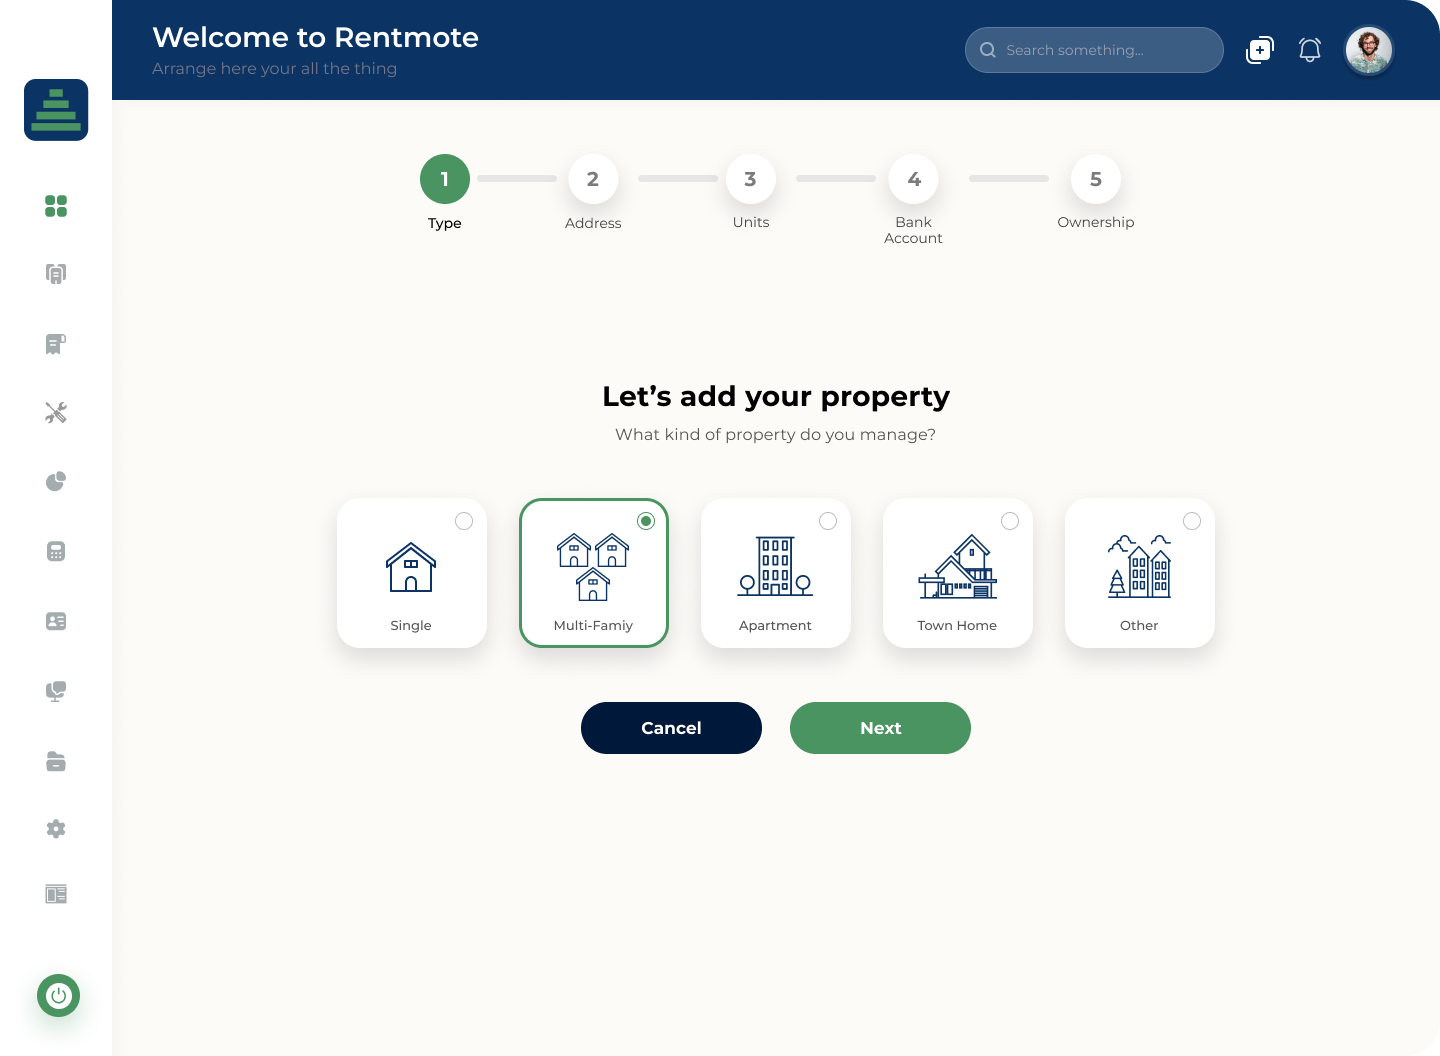 Welcome to Rentmote
Arrange here your all the thing
Search something...
1
2
3
4
5
Type
Address
Units
Bank
Account
Ownership
Let’s add your property
What kind of property do you manage?
Single
Multi-Famiy
Apartment
Town Home
Other
Cancel
Next